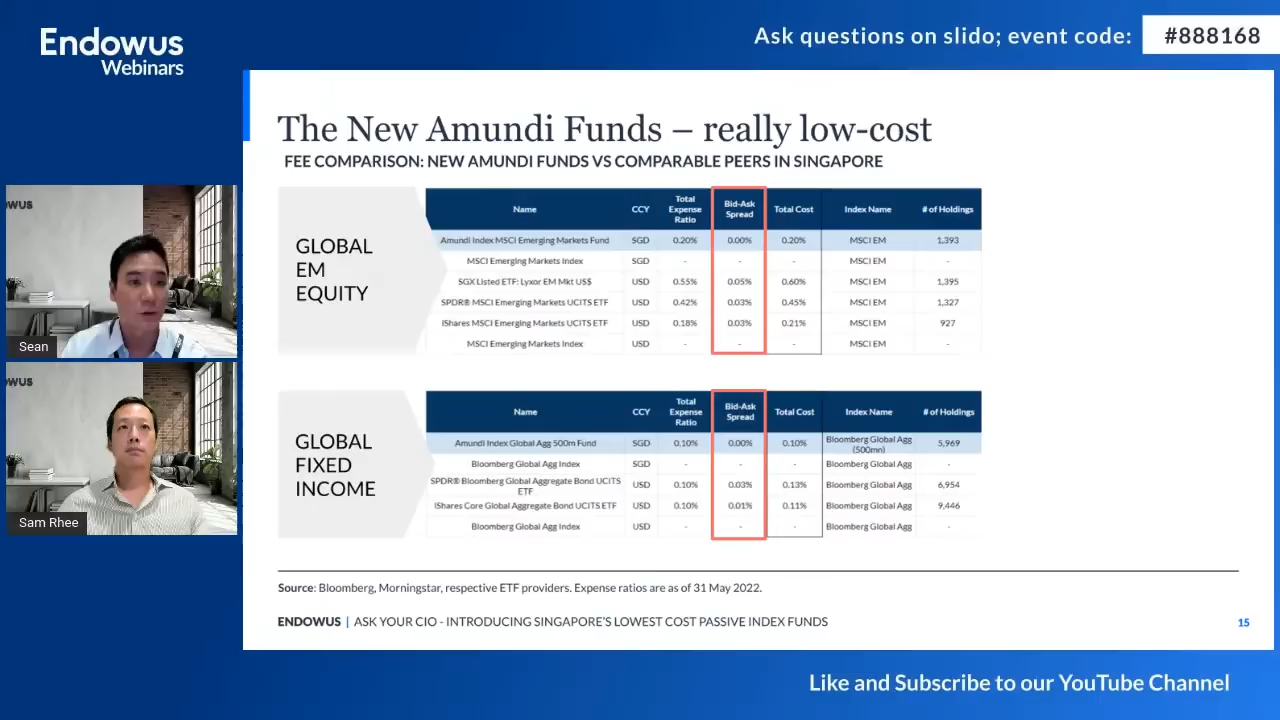 Endowus
Webinars
Ask questions on slido; event code: #888168
The New Amundi Funds – really low-cost
FEE COMPARISON: NEW AMUNDI FUNDS VS COMPARABLE PEERS IN SINGAPORE
GLOBAL
EM
EQUITY
Name CCY Total Expense Ratio Bid-Ask Spread Total Cost Index Name # of Holdings
Amundi Index MSCI Emerging Markets Fund SGD 0.20% 0.00% 0.20% MSCI EM 1,393
MSCI Emerging Markets Index SGD - - - MSCI EM -
SGX Listed ETF: Lyxor EM Mkt US$ USD 0.55% 0.05% 0.60% MSCI EM 1,395
SPDR® MSCI Emerging Markets UCITS ETF USD 0.42% 0.03% 0.45% MSCI EM 1,327
iShares MSCI Emerging Markets UCITS ETF USD 0.18% 0.03% 0.21% MSCI EM 927
MSCI Emerging Markets Index USD - - - MSCI EM -
GLOBAL
FIXED
INCOME
Name CCY Total Expense Ratio Bid-Ask Spread Total Cost Index Name # of Holdings
Amundi Index Global Agg 500m Fund SGD 0.10% 0.00% 0.10% Bloomberg Global Agg (500mn) 5,969
Bloomberg Global Agg Index SGD - - - Bloomberg Global Agg -
SPDR® Bloomberg Global Aggregate Bond UCITS ETF USD 0.10% 0.03% 0.13% Bloomberg Global Agg 6,954
iShares Core Global Aggregate Bond UCITS ETF USD 0.10% 0.01% 0.11% Bloomberg Global Agg 9,446
Bloomberg Global Agg Index USD - - - Bloomberg Global Agg -
Source: Bloomberg, Morningstar, respective ETF providers. Expense ratios are as of 31 May 2022.
ENDOWUS | ASK YOUR CIO - INTRODUCING SINGAPORE'S LOWEST COST PASSIVE INDEX FUNDS
15
OWUS
Sean
OWUS
Sam Rhee
Like and Subscribe to our YouTube Channel